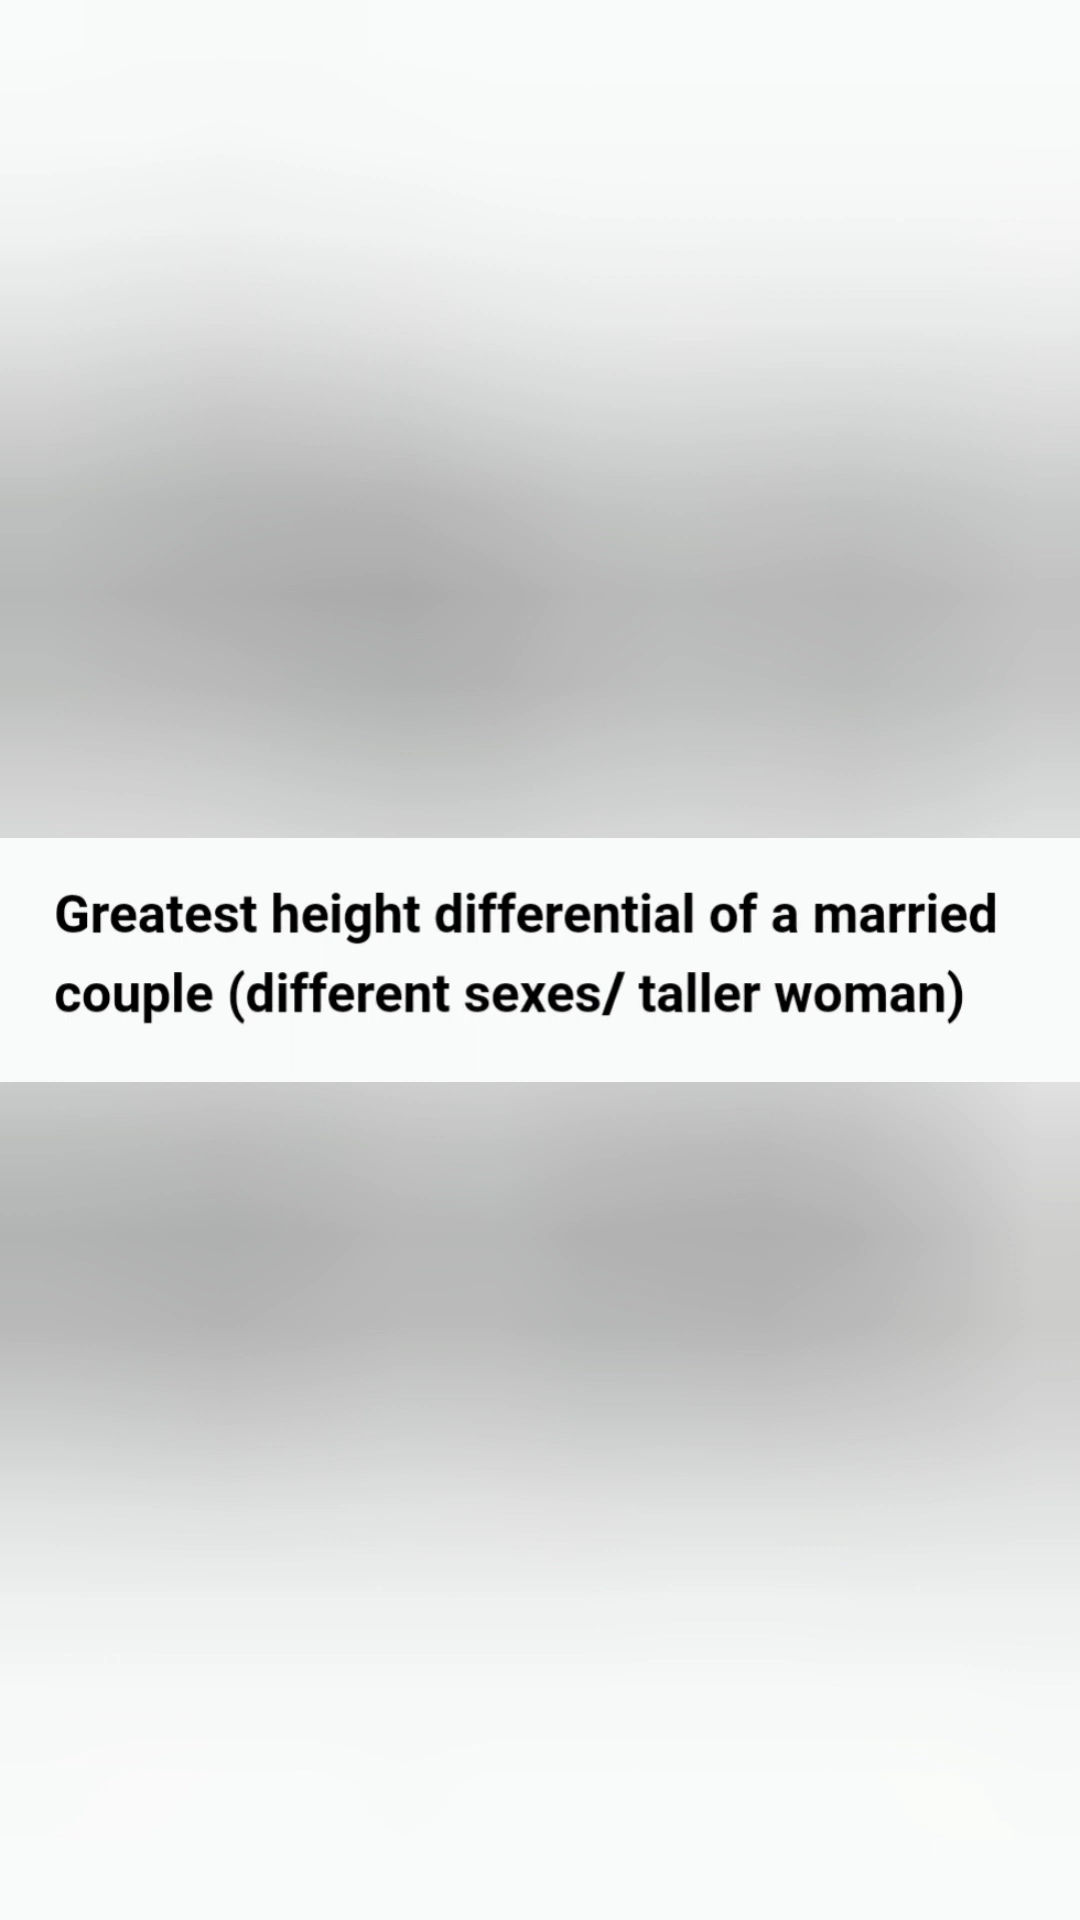 Greatest height differential of a married
couple (different sexes/ taller woman)